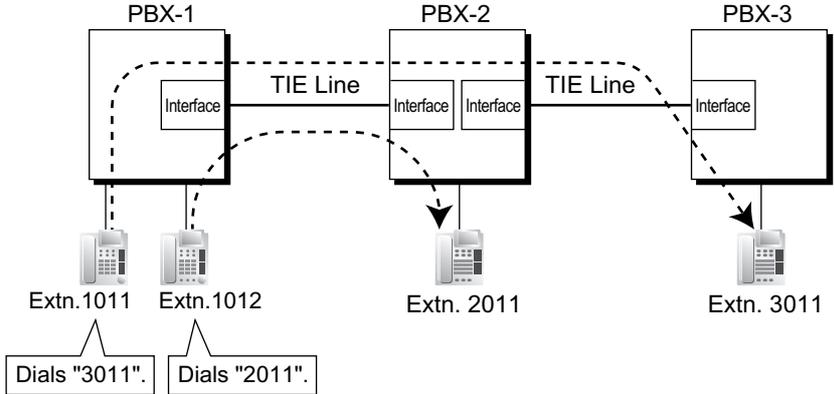 PBX-1
PBX-2
PBX-3
TIE Line
TIE Line
Interface
Interface
Interface
Interface
Extn.1011
Extn.1012
Extn. 2011
Extn. 3011
Dials "3011".
Dials "2011".